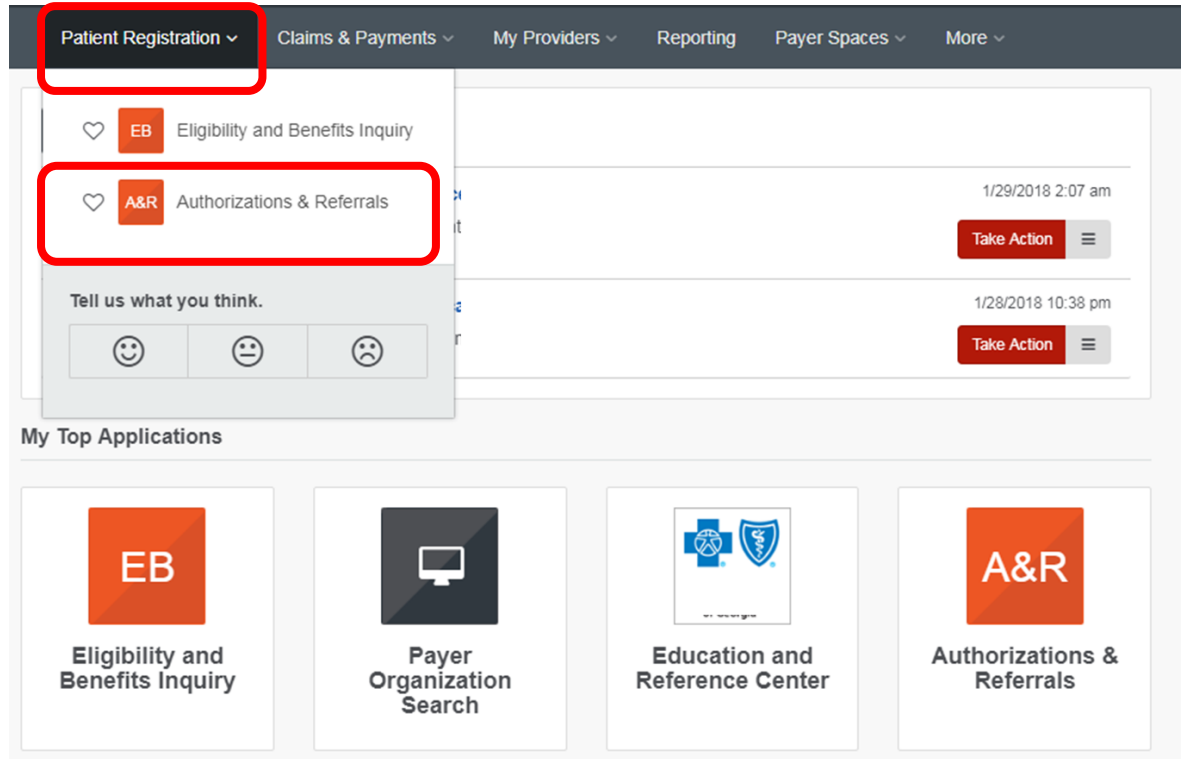 Patient Registration
Claims & Payments
My Providers
Reporting
Payer Spaces
More
EB
Eligibility and Benefits Inquiry
A&R
Authorizations & Referrals
1/29/2018 2:07 am
Take Action
Tell us what you think.
1/28/2018 10:38 pm
Take Action
My Top Applications
EB
Eligibility and
Benefits Inquiry
Payer
Organization
Search
Education and
Reference Center
A&R
Authorizations &
Referrals